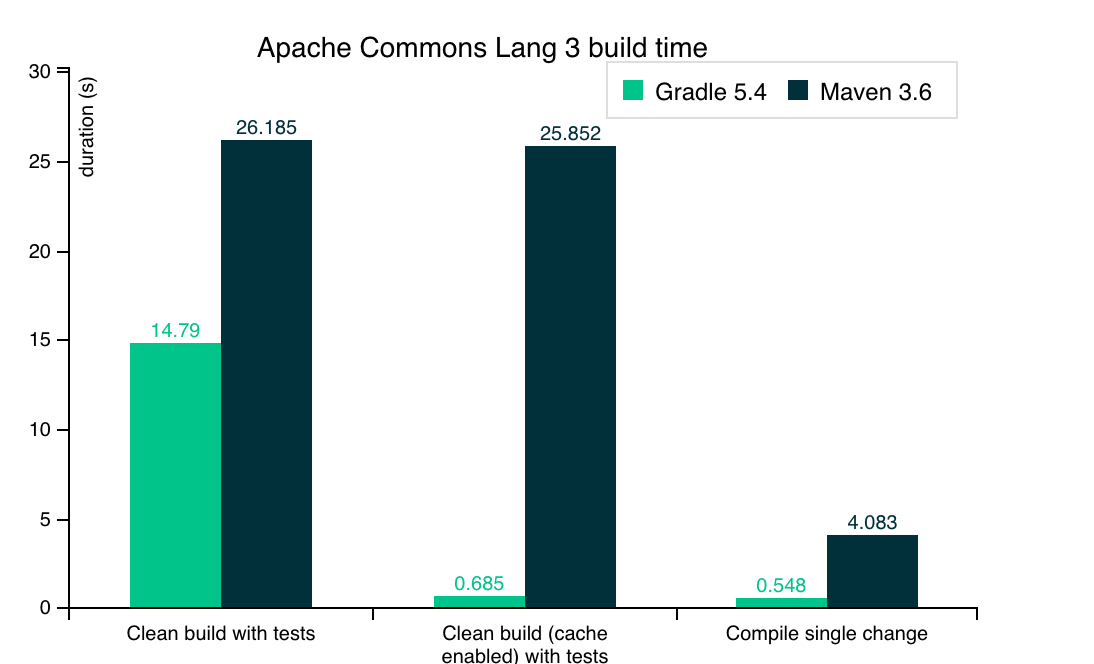 Apache Commons Lang 3 build time
Gradle 5.4 Maven 3.6
duration (s)
30
25
20
15
10
5
0
14.79
26.185
0.685
25.852
0.548
4.083
Clean build with tests
Clean build (cache
enabled) with tests
Compile single change